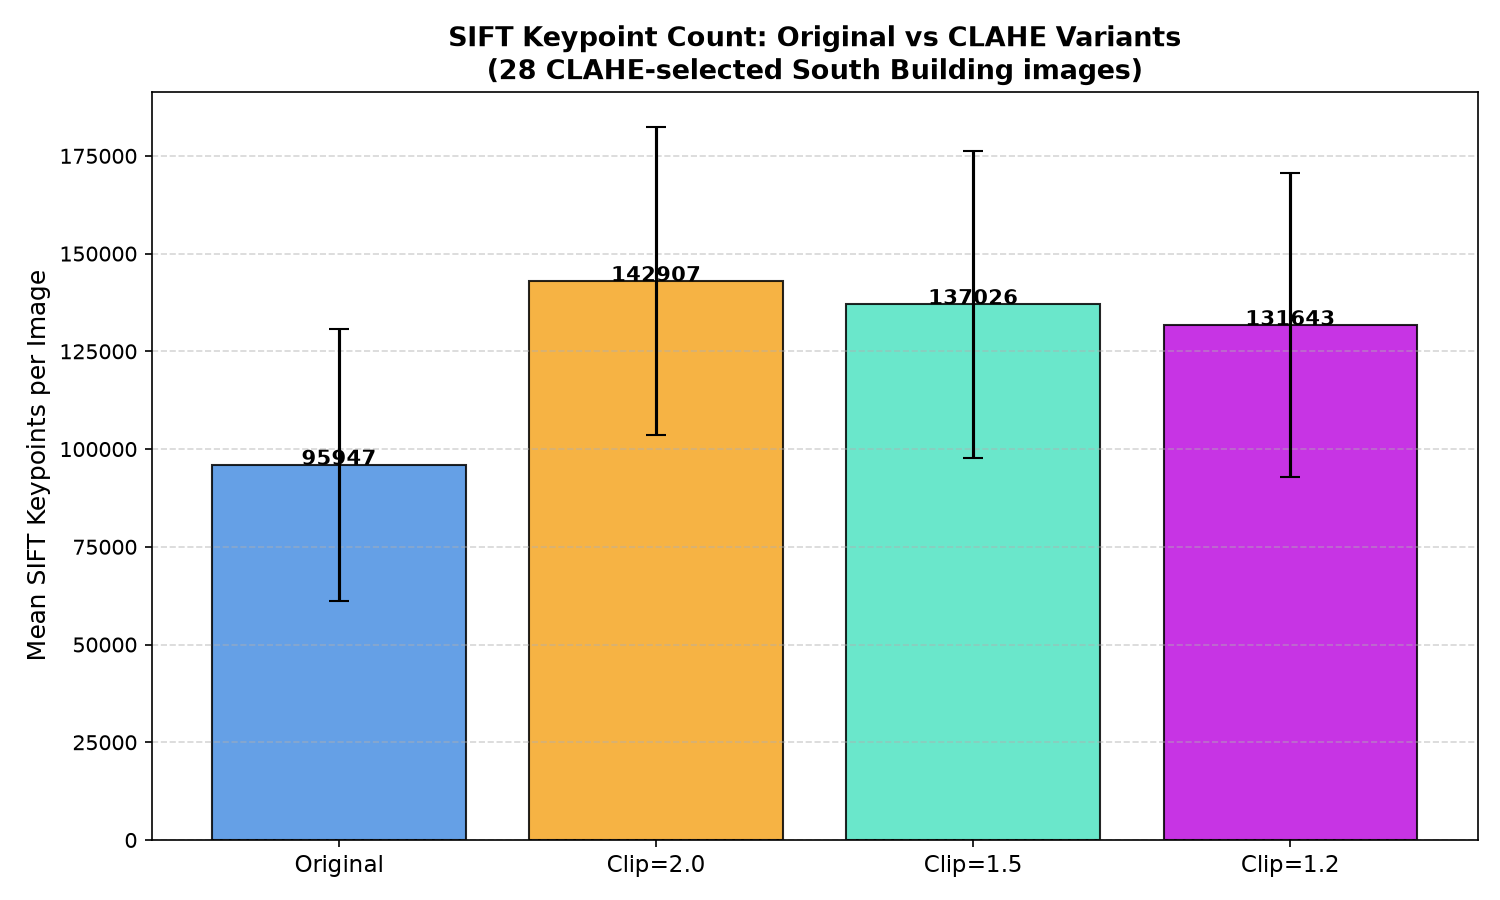 SIFT Keypoint Count: Original vs CLAHE Variants
(28 CLAHE-selected South Building images)
Mean SIFT Keypoints per Image
175000
150000
125000
100000
75000
50000
25000
0
95947
142907
137026
131643
Original
Clip=2.0
Clip=1.5
Clip=1.2